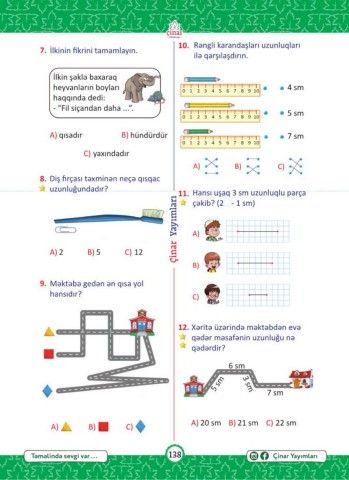 çinar
7. İlkinin fikrini tamamlayın.
İlkin şəklə baxaraq
heyvanların boyları
haqqında dedi:
- "Fil siçandan daha ...".
A) qısadır
B) hündürdür
C) yaxındadır
8. Diş fırçası təxminən neçə qısqac
uzunluğundadır?
A) 2
B) 5
C) 12
9. Məktəbə gedən ən qısa yol
hansıdır?
A)
B)
C)
10. Rəngli karandaşları uzunluqları
ilə qarşılaşdırın.
0 1 2 3 4 5 6 7 8 9 10
4 sm
0 1 2 3 4 5 6 7 8 9 10
5 sm
0 1 2 3 4 5 6 7 8 9 10
7 sm
A)
B)
C)
11. Hansı uşaq 3 sm uzunluqlu parça
çəkib? (2 - 1 sm)
A)
B)
C)
12. Xəritə üzərində məktəbdən evə
qədər məsafənin uzunluğu nə
qədərdir?
6 sm
5 sm
3 sm
7 sm
A) 20 sm B) 21 sm C) 22 sm
Çinar Yayımları
Təməlində sevgi var ...
138
Çinar Yayımları